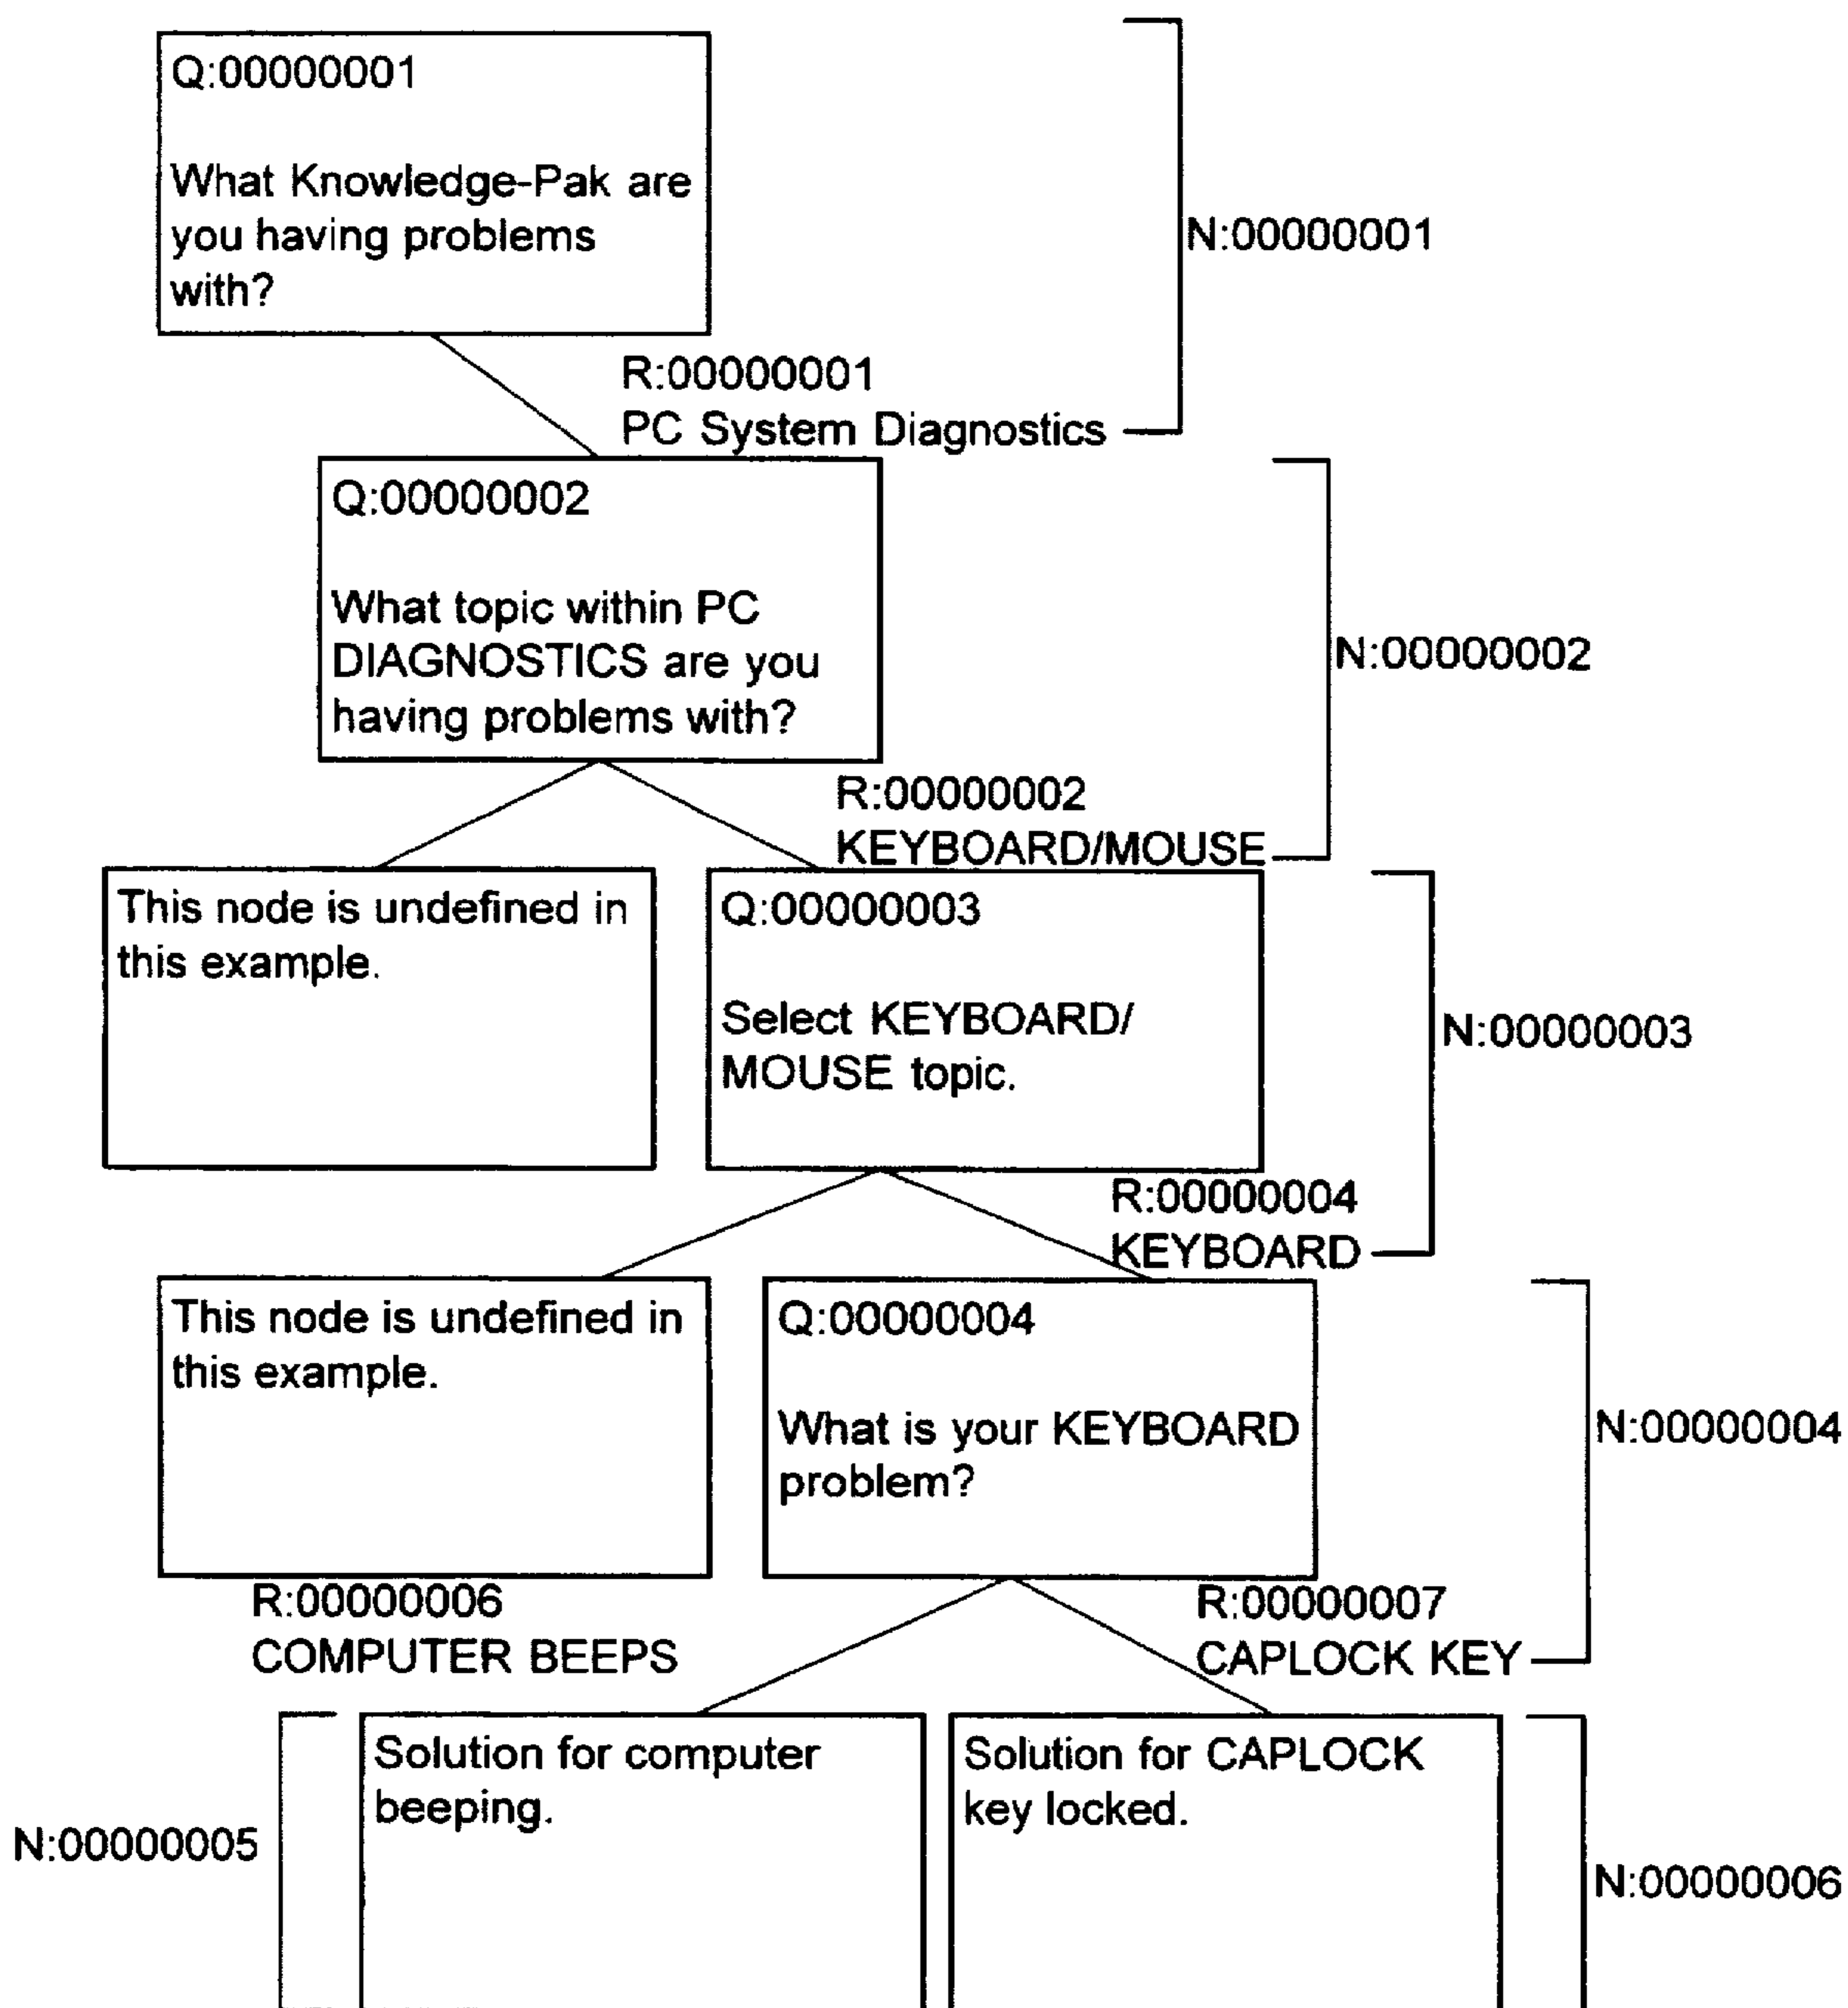 Q:00000001
What Knowledge-Pak are
you having problems
with?
N:00000001
R:00000001
PC System Diagnostics
Q:00000002
What topic within PC
DIAGNOSTICS are you
having problems with?
N:00000002
R:00000002
KEYBOARD/MOUSE
This node is undefined in
this example.
Q:00000003
Select KEYBOARD/
MOUSE topic.
N:00000003
R:00000004
KEYBOARD
This node is undefined in
this example.
Q:00000004
What is your KEYBOARD
problem?
N:00000004
R:00000006
COMPUTER BEEPS
R:00000007
CAPLOCK KEY
N:00000005
Solution for computer
beeping.
Solution for CAPLOCK
key locked.
N:00000006